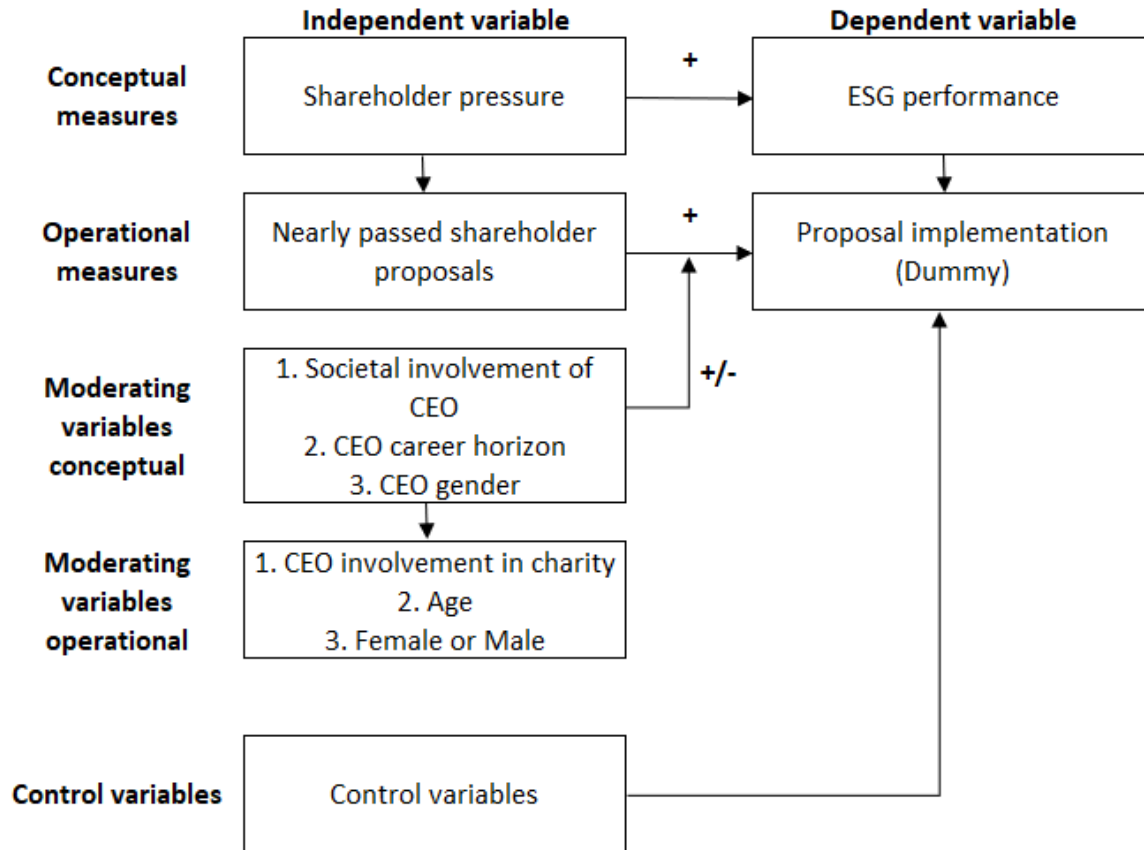 Independent variable
Dependent variable
Conceptual
measures
Shareholder pressure
+
ESG performance
Operational
measures
Nearly passed shareholder
proposals
+
Proposal implementation
(Dummy)
Moderating
variables
conceptual
1. Societal involvement of
CEO
2. CEO career horizon
3. CEO gender
+/-
Moderating
variables
operational
1. CEO involvement in charity
2. Age
3. Female or Male
Control variables
Control variables